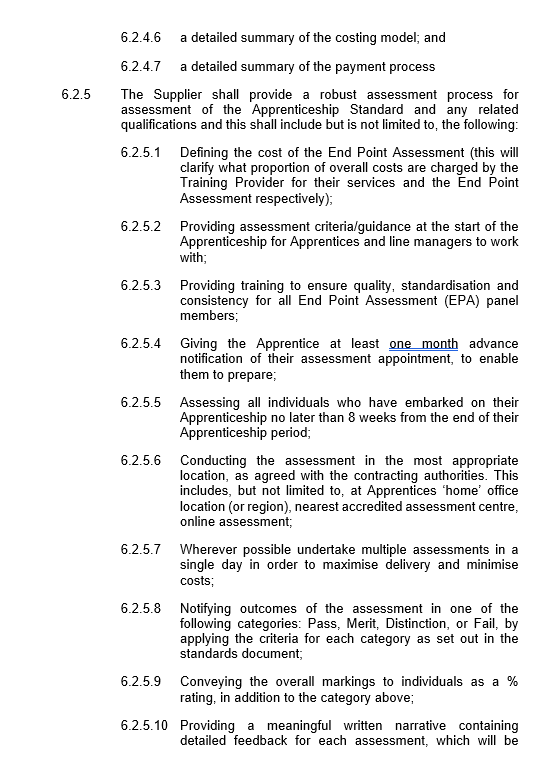 6.2.4.6 a detailed summary of the costing model; and
6.2.4.7 a detailed summary of the payment process
6.2.5 The Supplier shall provide a robust assessment process for
assessment of the Apprenticeship Standard and any related
qualifications and this shall include but is not limited to, the following:
6.2.5.1 Defining the cost of the End Point Assessment (this will
clarify what proportion of overall costs are charged by the
Training Provider for their services and the End Point
Assessment respectively);
6.2.5.2 Providing assessment criteria/guidance at the start of the
Apprenticeship for Apprentices and line managers to work
with;
6.2.5.3 Providing training to ensure quality, standardisation and
consistency for all End Point Assessment (EPA) panel
members;
6.2.5.4 Giving the Apprentice at least one month advance
notification of their assessment appointment, to enable
them to prepare;
6.2.5.5 Assessing all individuals who have embarked on their
Apprenticeship no later than 8 weeks from the end of their
Apprenticeship period;
6.2.5.6 Conducting the assessment in the most appropriate
location, as agreed with the contracting authorities. This
includes, but not limited to, at Apprentices ‘home’ office
location (or region), nearest accredited assessment centre,
online assessment;
6.2.5.7 Wherever possible undertake multiple assessments in a
single day in order to maximise delivery and minimise
costs;
6.2.5.8 Notifying outcomes of the assessment in one of the
following categories: Pass, Merit, Distinction, or Fail, by
applying the criteria for each category as set out in the
standards document;
6.2.5.9 Conveying the overall markings to individuals as a %
rating, in addition to the category above;
6.2.5.10 Providing a meaningful written narrative containing
detailed feedback for each assessment, which will be